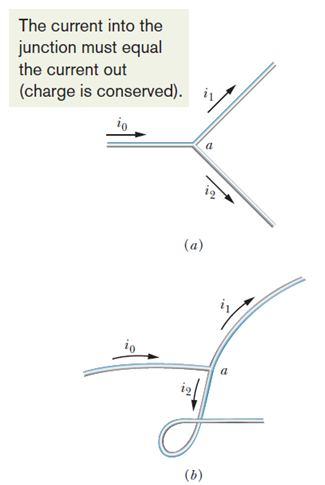 The current into the
junction must equal
the current out
(charge is conserved).
i1
i0
a
i2
(a)
i1
i0
a
i2
(b)